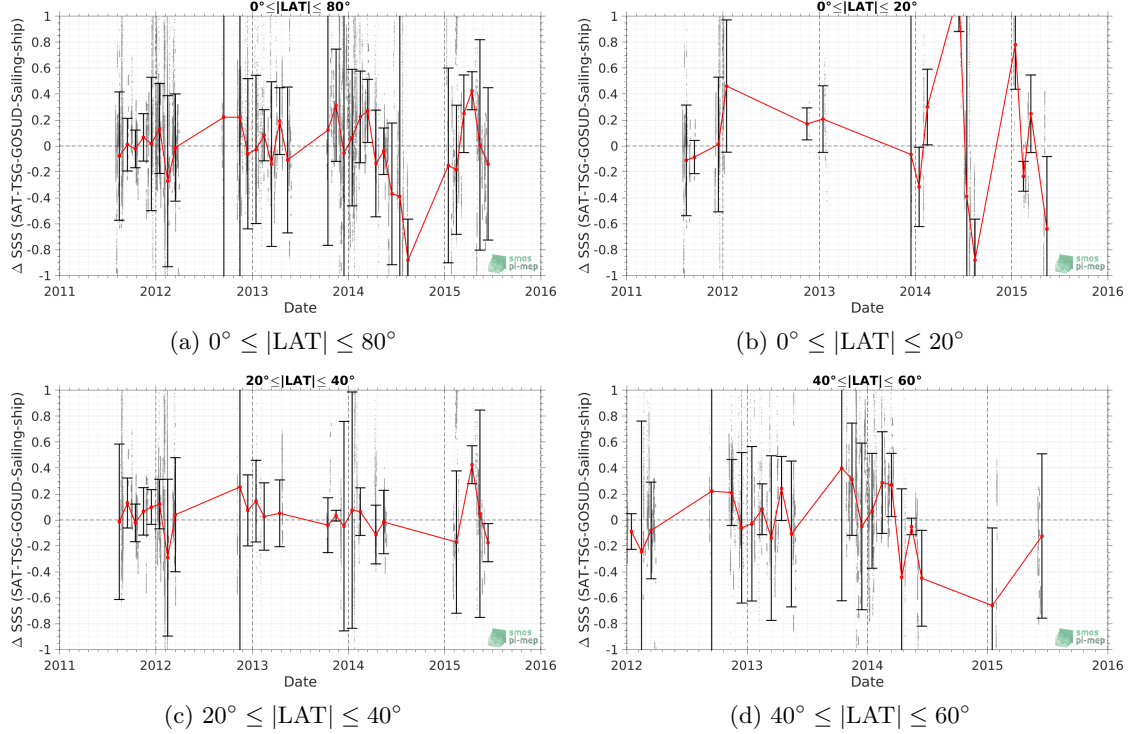 0°≤|LAT|≤ 80°
Δ SSS (SAT-TSG-GOSUD-Sailing-ship)
1
0.8
0.6
0.4
0.2
0
-0.2
-0.4
-0.6
-0.8
-1
smos
pi-mep
2011 2012 2013 2014 2015 2016
Date
(a) 0° ≤ |LAT| ≤ 80°
0°≤|LAT|≤ 20°
Δ SSS (SAT-TSG-GOSUD-Sailing-ship)
1
0.8
0.6
0.4
0.2
0
-0.2
-0.4
-0.6
-0.8
-1
smos
pi-mep
2011 2012 2013 2014 2015 2016
Date
(b) 0° ≤ |LAT| ≤ 20°
20°≤|LAT|≤ 40°
Δ SSS (SAT-TSG-GOSUD-Sailing-ship)
1
0.8
0.6
0.4
0.2
0
-0.2
-0.4
-0.6
-0.8
-1
smos
pi-mep
2011 2012 2013 2014 2015 2016
Date
(c) 20° ≤ |LAT| ≤ 40°
40°≤|LAT|≤ 60°
Δ SSS (SAT-TSG-GOSUD-Sailing-ship)
1
0.8
0.6
0.4
0.2
0
-0.2
-0.4
-0.6
-0.8
-1
smos
pi-mep
2012 2013 2014 2015 2016
Date
(d) 40° ≤ |LAT| ≤ 60°